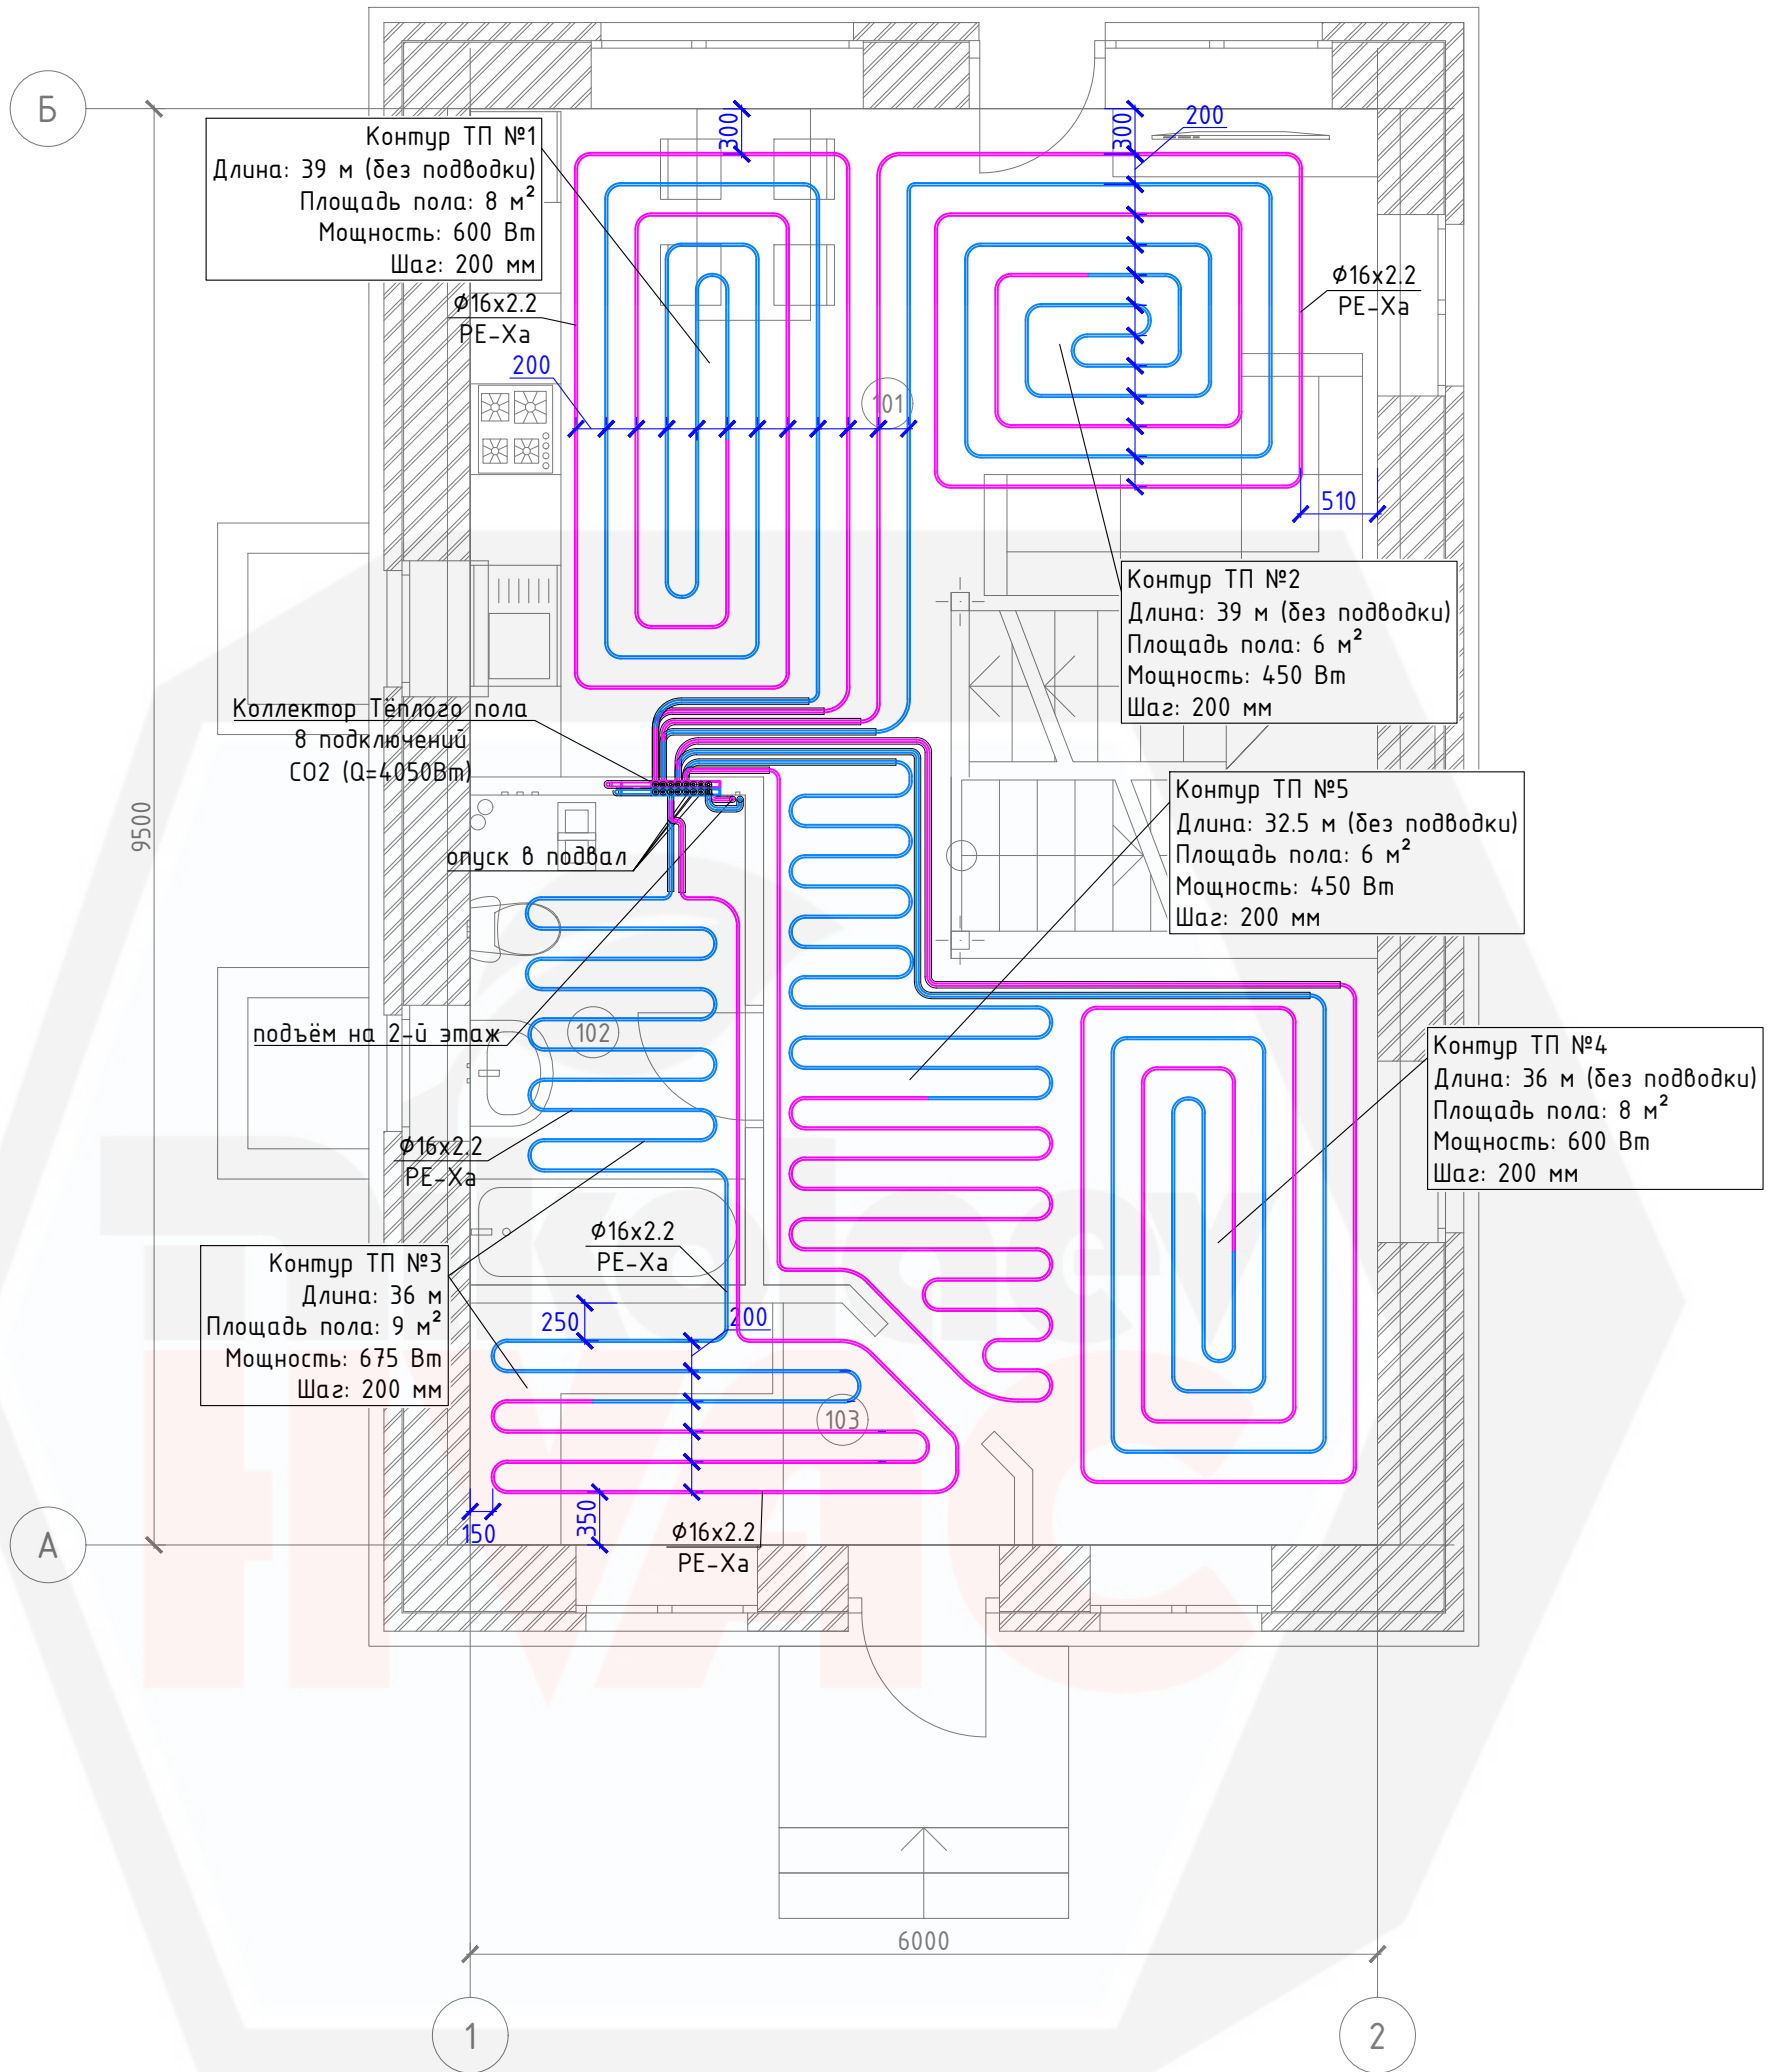 Б
300
300
200
Контур ТП №1
Длина: 39 м (без подводки)
Площадь пола: 8 м²
Мощность: 600 Вт
Шаг: 200 мм
Ф16х2.2
PE-Xa
200
101
Ф16х2.2
PE-Xa
510
Контур ТП №2
Длина: 39 м (без подводки)
Площадь пола: 6 м²
Мощность: 450 Вт
Шаг: 200 мм
Коллектор Тёплого пола
8 подключений
СО2 (Q=4050Вт)
9500
опуск в подвал
Контур ТП №5
Длина: 32.5 м (без подводки)
Площадь пола: 6 м²
Мощность: 450 Вт
Шаг: 200 мм
подъём на 2-й этаж
102
Контур ТП №4
Длина: 36 м (без подводки)
Площадь пола: 8 м²
Мощность: 600 Вт
Шаг: 200 мм
Ф16х2.2
PE-Xa
Ф16х2.2
PE-Xa
Контур ТП №3
Длина: 36 м
Площадь пола: 9 м²
Мощность: 675 Вт
Шаг: 200 мм
250
200
103
150
350
Ф16х2.2
PE-Xa
А
HVAC
6000
1
2